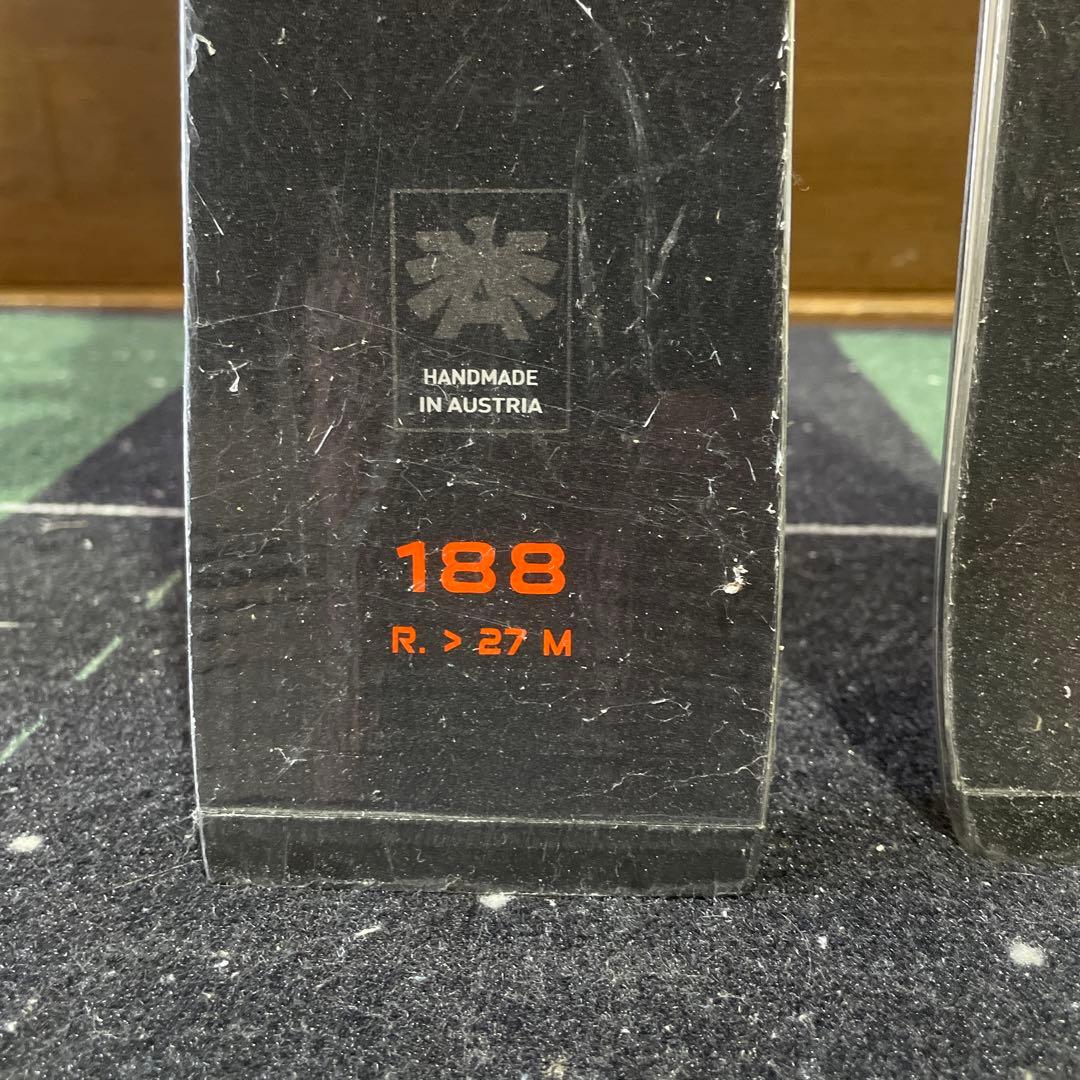 HANDMADE
IN AUSTRIA
188
R. > 27 M